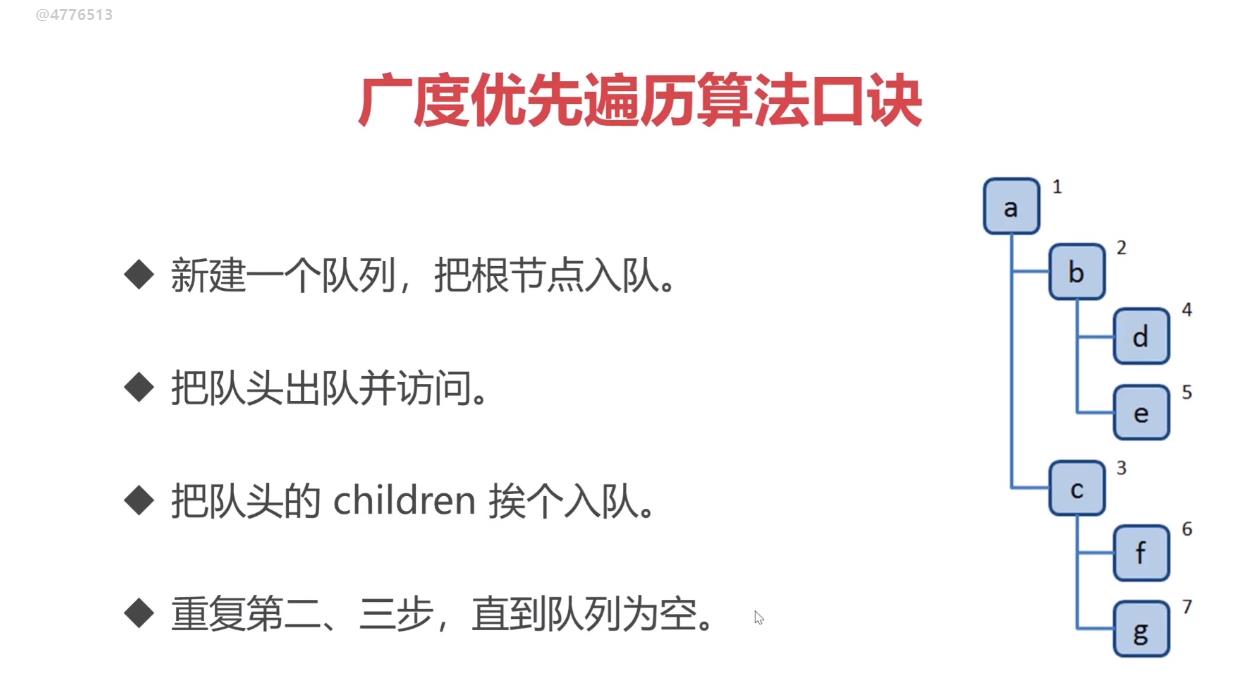 @4776513
广度优先遍历算法口诀
◆ 新建一个队列，把根节点入队。
◆ 把队头出队并访问。
◆ 把队头的 children 挨个入队。
◆ 重复第二、三步，直到队列为空。
a 1
b 2
d 4
e 5
c 3
f 6
g 7